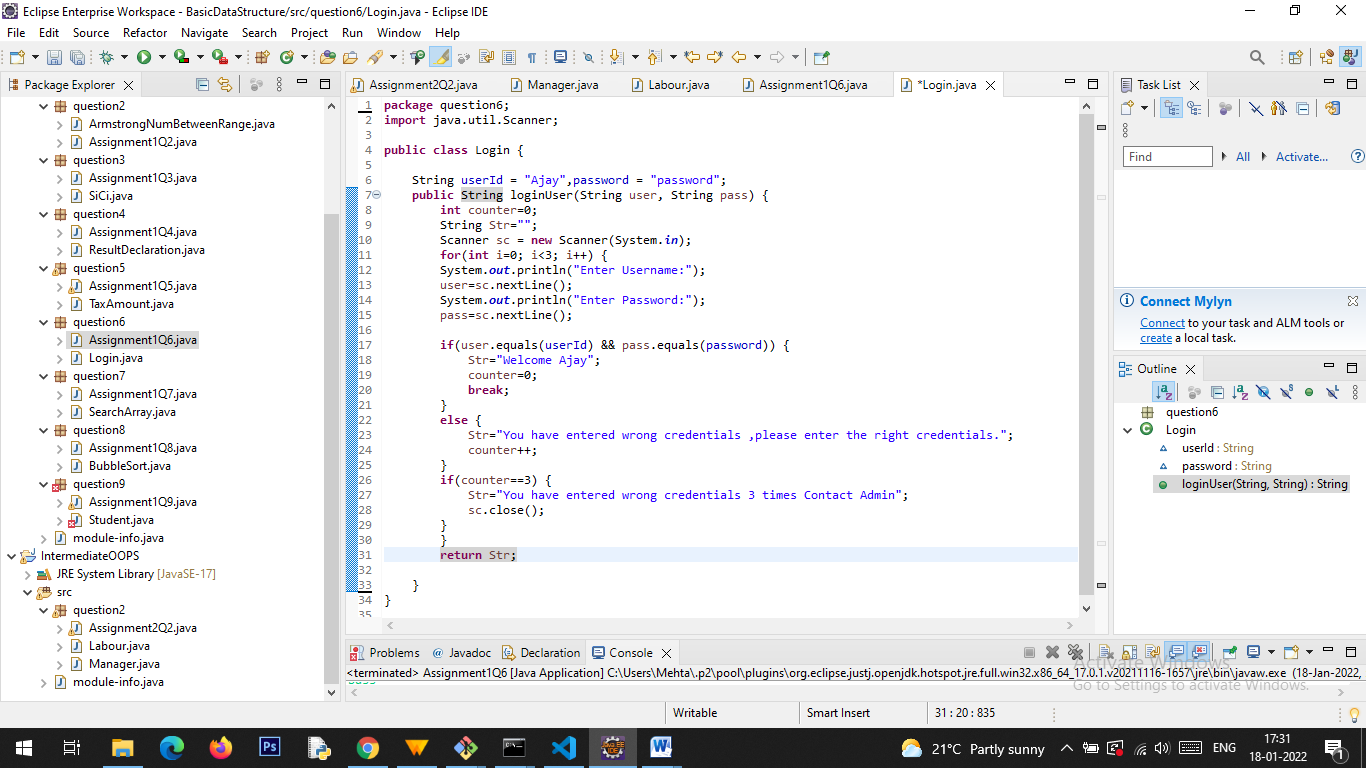 Eclipse Enterprise Workspace - BasicDataStructure/src/question6/Login.java - Eclipse IDE
File Edit Source Refactor Navigate Search Project Run Window Help
Package Explorer
question2
ArmstrongNumBetweenRange.java
Assignment1Q2.java
question3
Assignment1Q3.java
SiCi.java
question4
Assignment1Q4.java
ResultDeclaration.java
question5
Assignment1Q5.java
TaxAmount.java
question6
Assignment1Q6.java
Login.java
question7
Assignment1Q7.java
SearchArray.java
question8
Assignment1Q8.java
BubbleSort.java
question9
Assignment1Q9.java
Student.java
module-info.java
IntermediateOOPS
JRE System Library [JavaSE-17]
src
question2
Assignment2Q2.java
Labour.java
Manager.java
module-info.java
Assignment2Q2.java Manager.java Labour.java Assignment1Q6.java *Login.java
1 package question6;
2 import java.util.Scanner;
3
4 public class Login {
5
6 String userId = "Ajay",password = "password";
7 public String loginUser(String user, String pass) {
8 int counter=0;
9 String Str="";
10 Scanner sc = new Scanner(System.in);
11 for(int i=0; i<3; i++) {
12 System.out.println("Enter Username:");
13 user=sc.nextLine();
14 System.out.println("Enter Password:");
15 pass=sc.nextLine();
16
17 if(user.equals(userId) && pass.equals(password)) {
18 Str="Welcome Ajay";
19 counter=0;
20 break;
21 }
22 else {
23 Str="You have entered wrong credentials ,please enter the right credentials.";
24 counter++;
25 }
26 if(counter==3) {
27 Str="You have entered wrong credentials 3 times Contact Admin";
28 sc.close();
29 }
30 }
31 return Str;
32
33 }
34 }
35
Task List
Find All Activate...
Connect Mylyn
Connect to your task and ALM tools or
create a local task.
Outline
question6
Login
userId : String
password : String
loginUser(String, String) : String
Problems @ Javadoc Declaration Console
<terminated> Assignment1Q6 [Java Application] C:\Users\Mehta\.p2\pool\plugins\org.eclipse.justj.openjdk.hotspot.jre.full.win32.x86_64_17.0.1.v20211116-1657\jre\bin\javaw.exe (18-Jan-2022,
Activate Windows
Go to Settings to activate Windows.
Writable Smart Insert 31 : 20 : 835
21°C Partly sunny ENG 17:31
18-01-2022